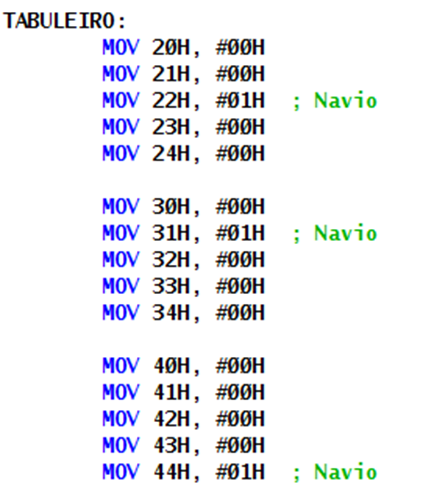 TABULEIRO:
MOV 20H, #00H
MOV 21H, #00H
MOV 22H, #01H ; Navio
MOV 23H, #00H
MOV 24H, #00H
MOV 30H, #00H
MOV 31H, #01H ; Navio
MOV 32H, #00H
MOV 33H, #00H
MOV 34H, #00H
MOV 40H, #00H
MOV 41H, #00H
MOV 42H, #00H
MOV 43H, #00H
MOV 44H, #01H ; Navio